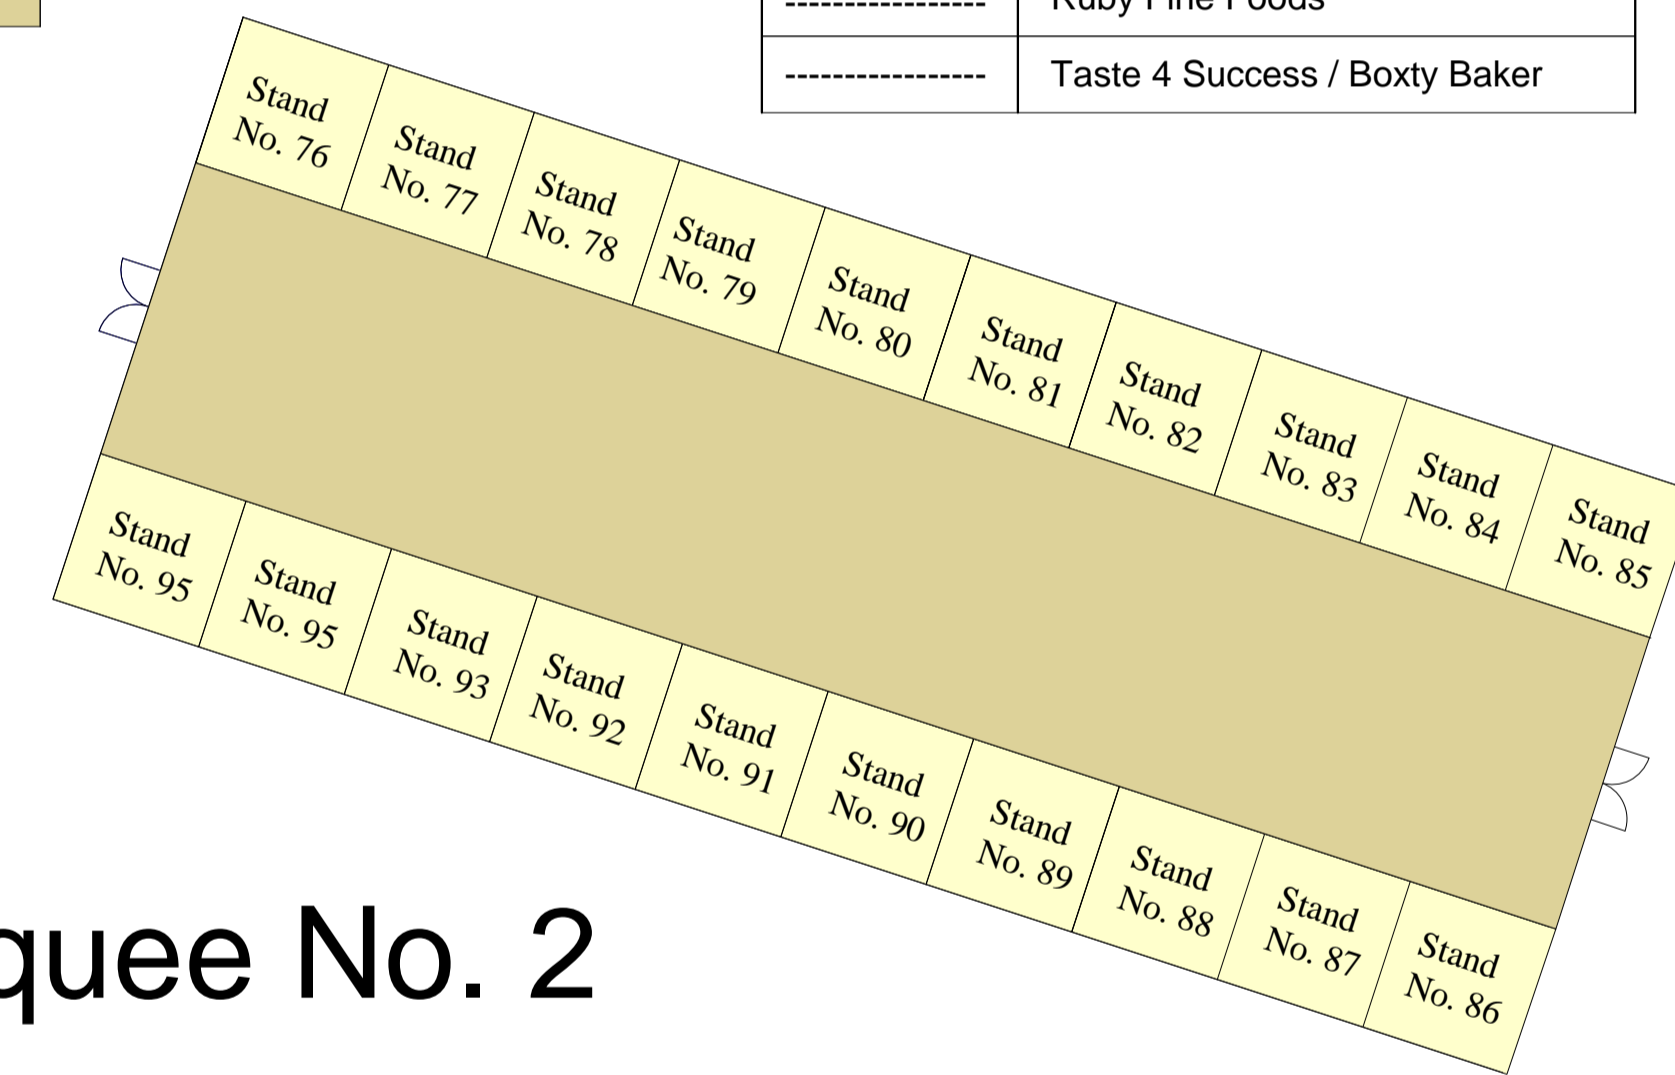 Ruby Fine Foods
----------------- Taste 4 Success / Boxty Baker
Stand
No. 76
Stand
No. 77
Stand
No. 78
Stand
No. 79
Stand
No. 80
Stand
No. 81
Stand
No. 82
Stand
No. 83
Stand
No. 84
Stand
No. 85
Stand
No. 95
Stand
No. 95
Stand
No. 93
Stand
No. 92
Stand
No. 91
Stand
No. 90
Stand
No. 89
Stand
No. 88
Stand
No. 87
Stand
No. 86
quee No. 2